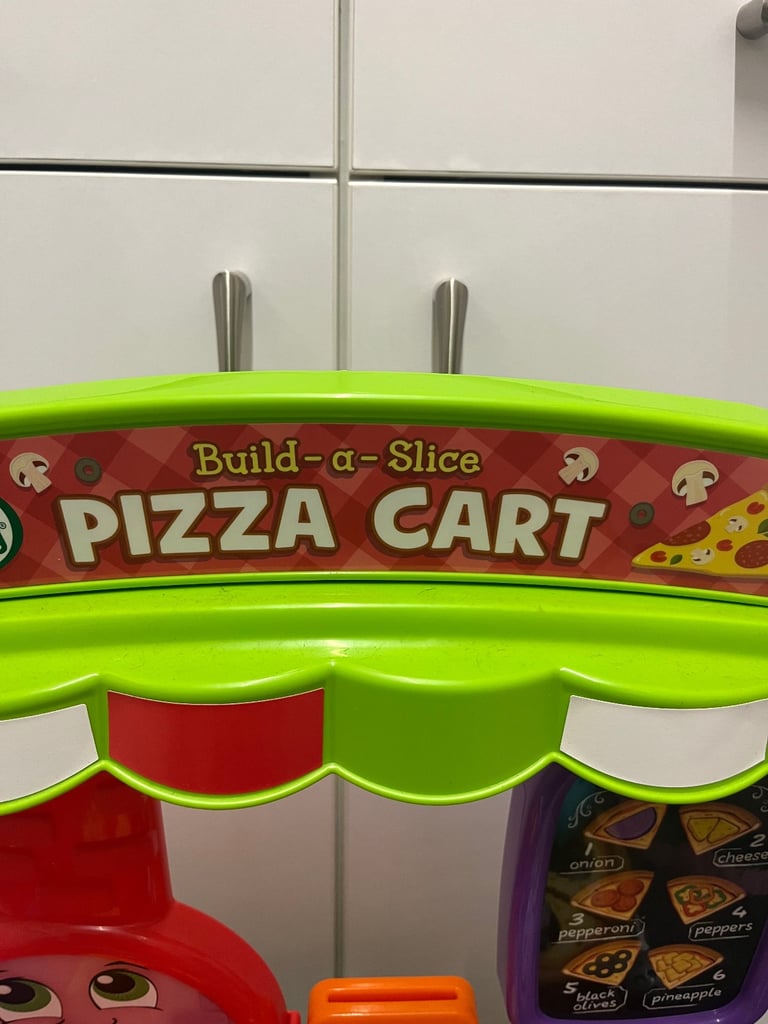 Build-a-Slice
PIZZA CART
®
1
onion
2
cheese
3
pepperoni
4
peppers
5
black
olives
6
pineapple